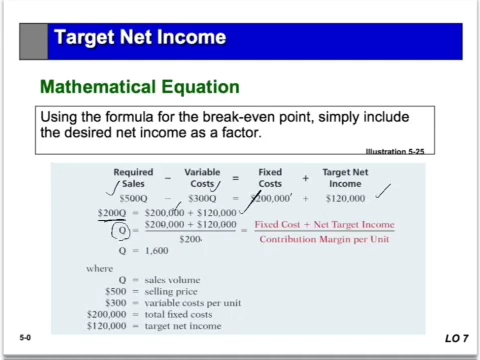 Target Net Income
Mathematical Equation
Using the formula for the break-even point, simply include
the desired net income as a factor.
Illustration 5-25
Required Sales − Variable Costs = Fixed Costs + Target Net Income
$500Q − $300Q = $200,000 + $120,000
$200Q = $200,000 + $120,000
Q = $200,000 + $120,000 / $200 = Fixed Cost + Net Target Income / Contribution Margin per Unit
Q = 1,600
where
Q = sales volume
$500 = selling price
$300 = variable costs per unit
$200,000 = total fixed costs
$120,000 = target net income
5-0
LO 7